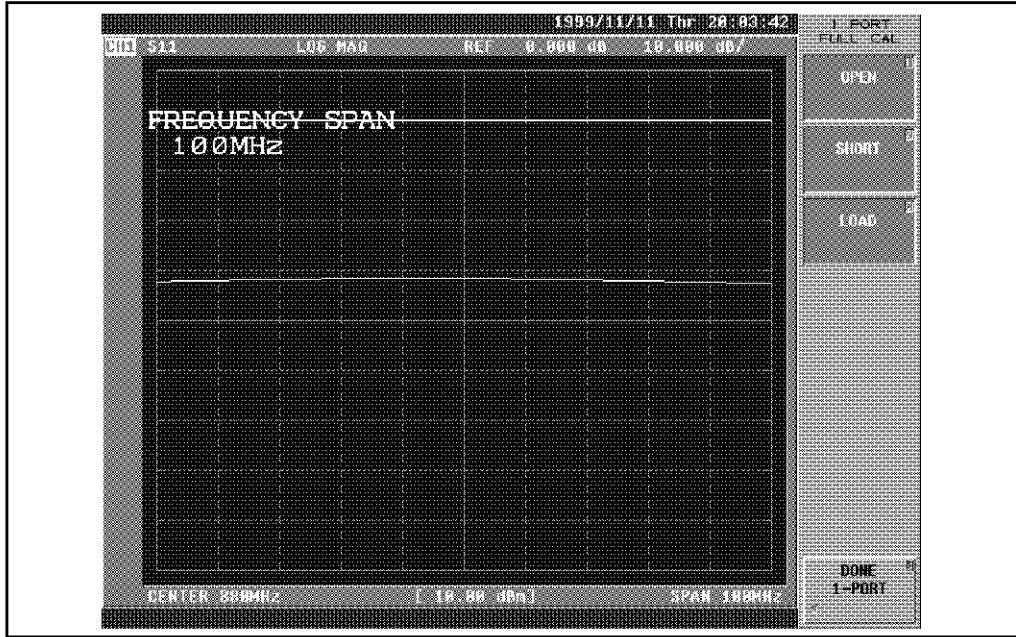 1999/11/11 Thr 20:03:42
CH1 S11 LOG MAG REF 0.000 dB 10.000 dB/
FREQUENCY SPAN
100MHz
CENTER 880MHz [ 10.00 dBm] SPAN 100MHz
1 PORT
FULL CAL
OPEN
SHORT
LOAD
DONE
1-PORT